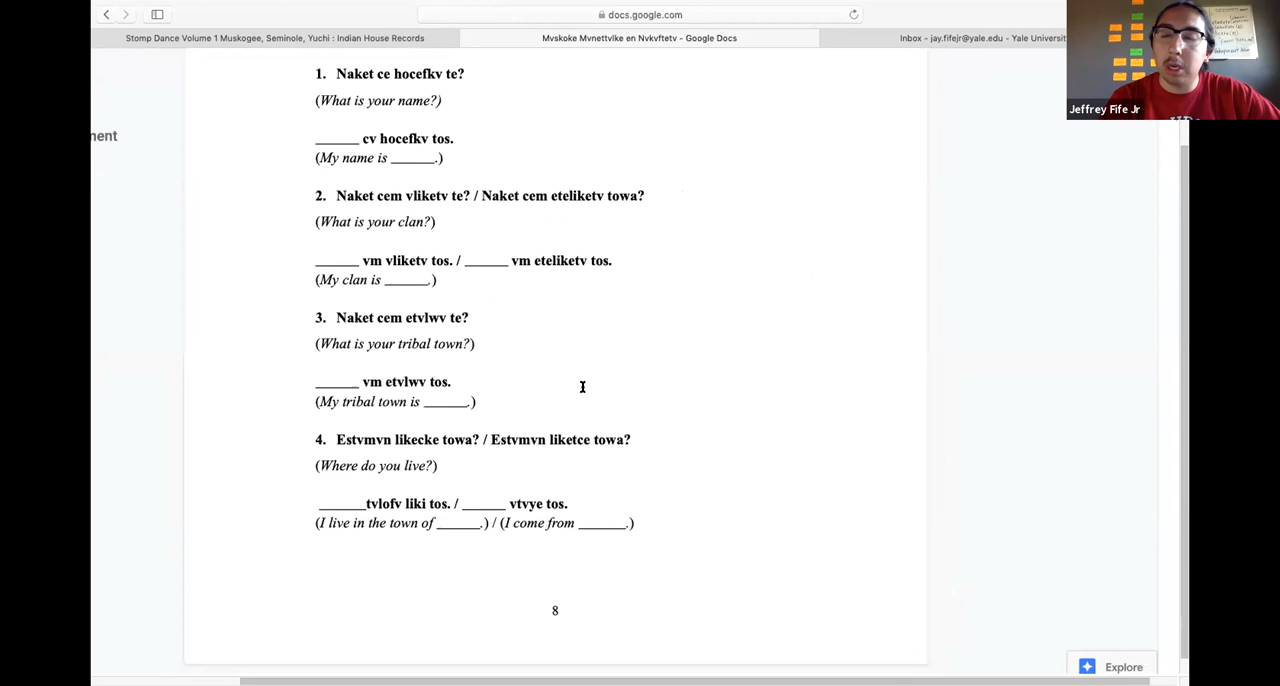 docs.google.com
Stomp Dance Volume 1 Muskogee, Seminole, Yuchi : Indian House Records
Mvskoke Mvnettvlke en Nvkvftetv - Google Docs
Inbox - jay.fifejr@yale.edu - Yale Universit
Jeffrey Fife Jr
ment
1. Naket ce hocefkv te?
(What is your name?)
______ cv hocefkv tos.
(My name is ______.)
2. Naket cem vliketv te? / Naket cem eteliketv towa?
(What is your clan?)
______ vm vliketv tos. / ______ vm eteliketv tos.
(My clan is ______.)
3. Naket cem etvlwv te?
(What is your tribal town?)
______ vm etvlwv tos.
(My tribal town is ______.)
4. Estvmvn likecke towa? / Estvmvn liketce towa?
(Where do you live?)
______tvlofv liki tos. / ______ vtvye tos.
(I live in the town of ______.) / (I come from ______.)
8
Explore